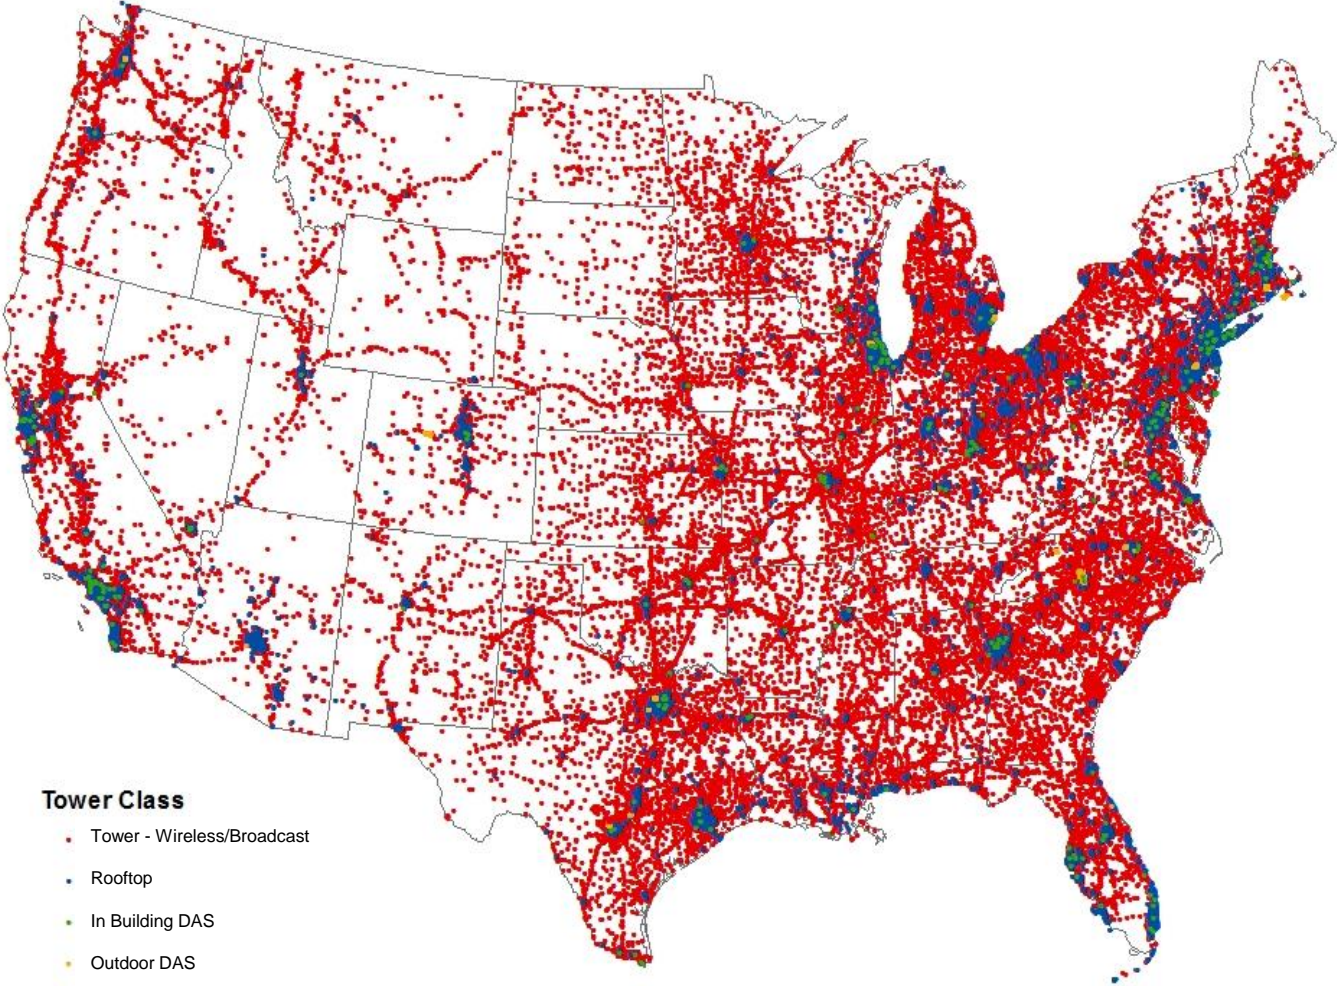 Tower Class
Tower - Wireless/Broadcast
Rooftop
In Building DAS
Outdoor DAS